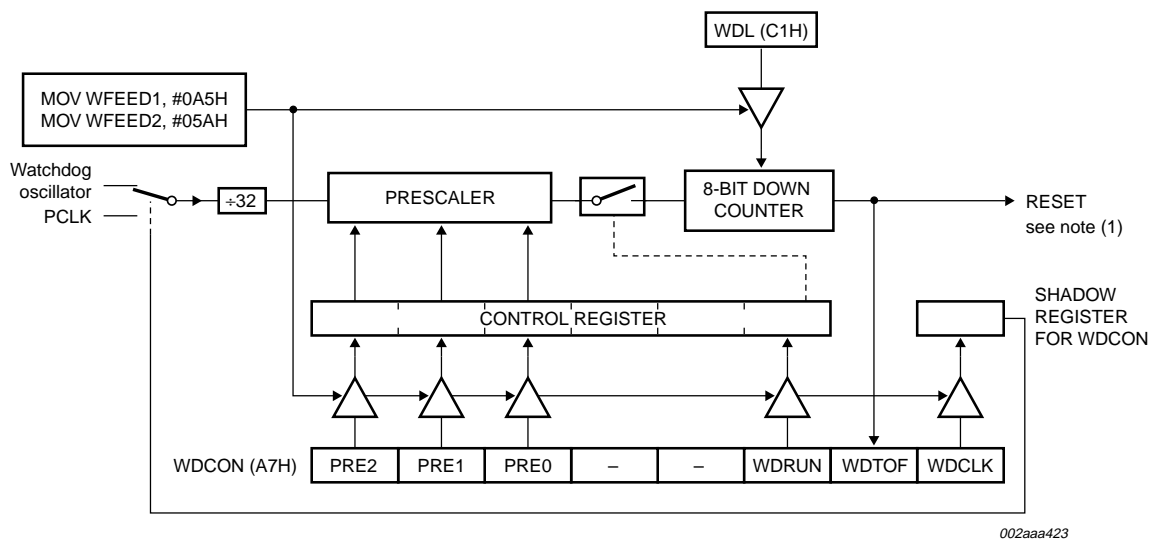 WDL (C1H)
MOV WFEED1, #0A5H
MOV WFEED2, #05AH
Watchdog
oscillator
PCLK
÷32
PRESCALER
8-BIT DOWN
COUNTER
RESET
see note (1)
CONTROL REGISTER
SHADOW
REGISTER
FOR WDCON
WDCON (A7H)
PRE2
PRE1
PRE0
–
–
WDRUN
WDTOF
WDCLK
002aaa423